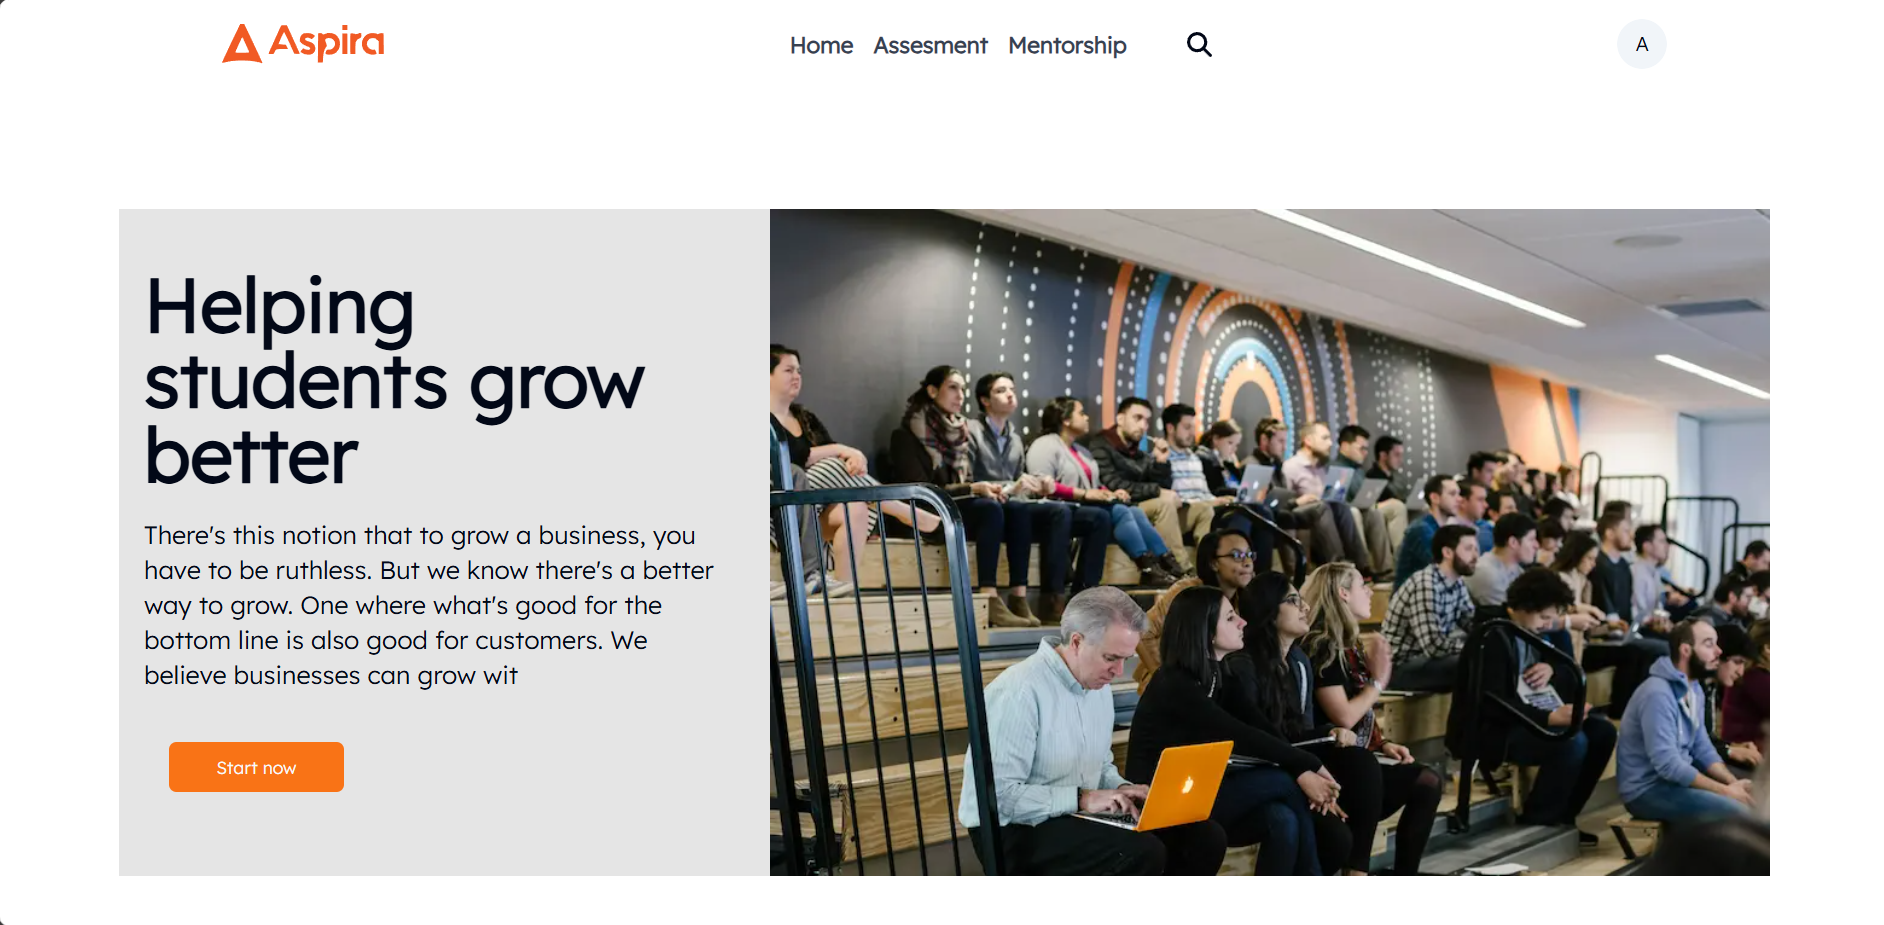 Aspira
Home Assesment Mentorship
A
Helping
students grow
better
There's this notion that to grow a business, you
have to be ruthless. But we know there's a better
way to grow. One where what's good for the
bottom line is also good for customers. We
believe businesses can grow wit
Start now